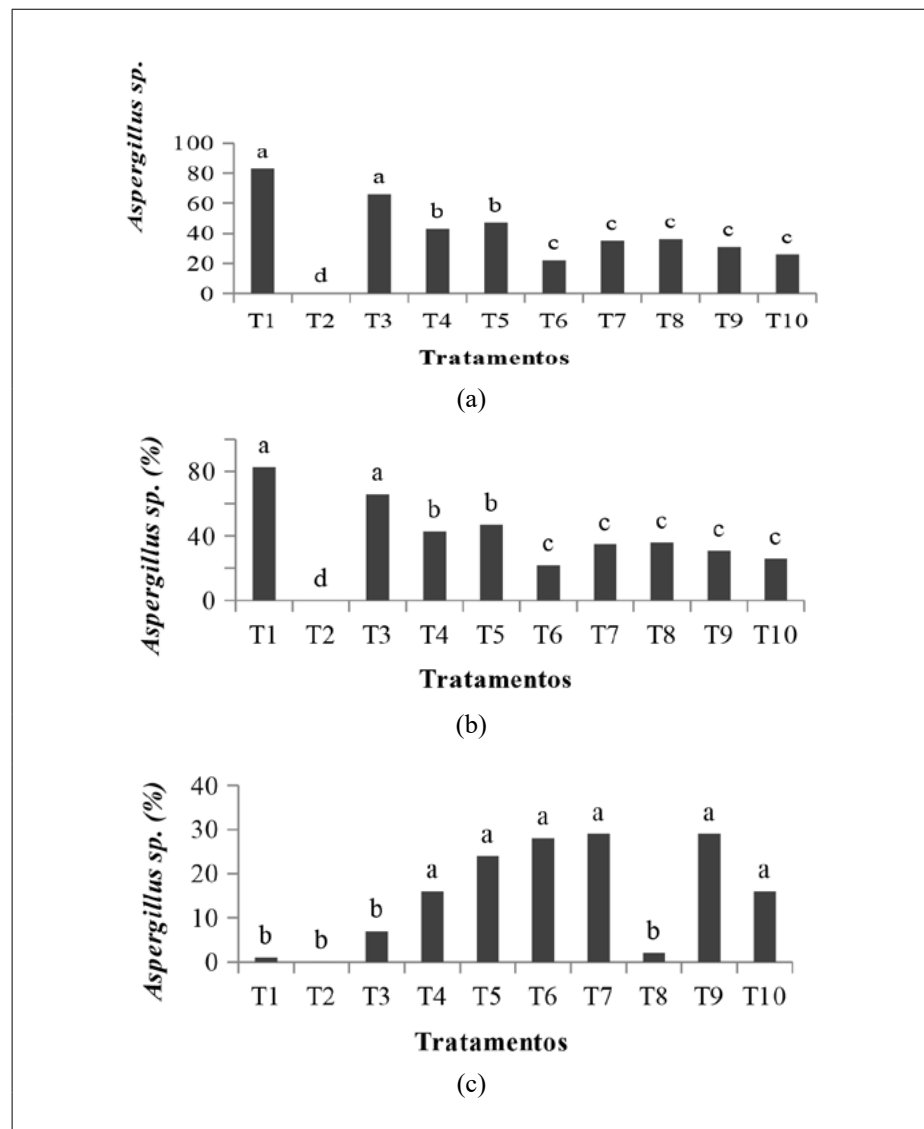 Aspergillus sp.
100
80
60
40
20
0
a
d
a
b
b
c
c
c
c
c
T1 T2 T3 T4 T5 T6 T7 T8 T9 T10
Tratamentos
(a)
Aspergillus sp. (%)
80
40
0
a
d
a
b
b
c
c
c
c
c
T1 T2 T3 T4 T5 T6 T7 T8 T9 T10
Tratamentos
(b)
Aspergillus sp. (%)
40
30
20
10
0
b
b
b
a
a
a
a
b
a
a
T1 T2 T3 T4 T5 T6 T7 T8 T9 T10
Tratamentos
(c)